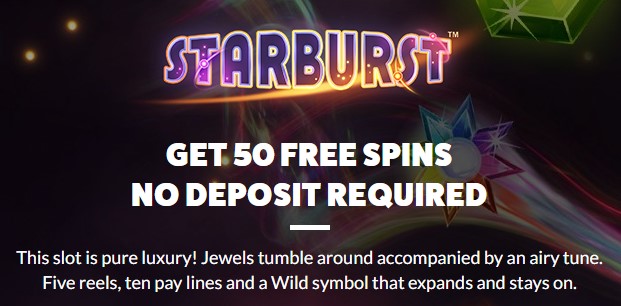 STARBURST™
GET 50 FREE SPINS
NO DEPOSIT REQUIRED
This slot is pure luxury! Jewels tumble around accompanied by an airy tune.
Five reels, ten pay lines and a Wild symbol that expands and stays on.